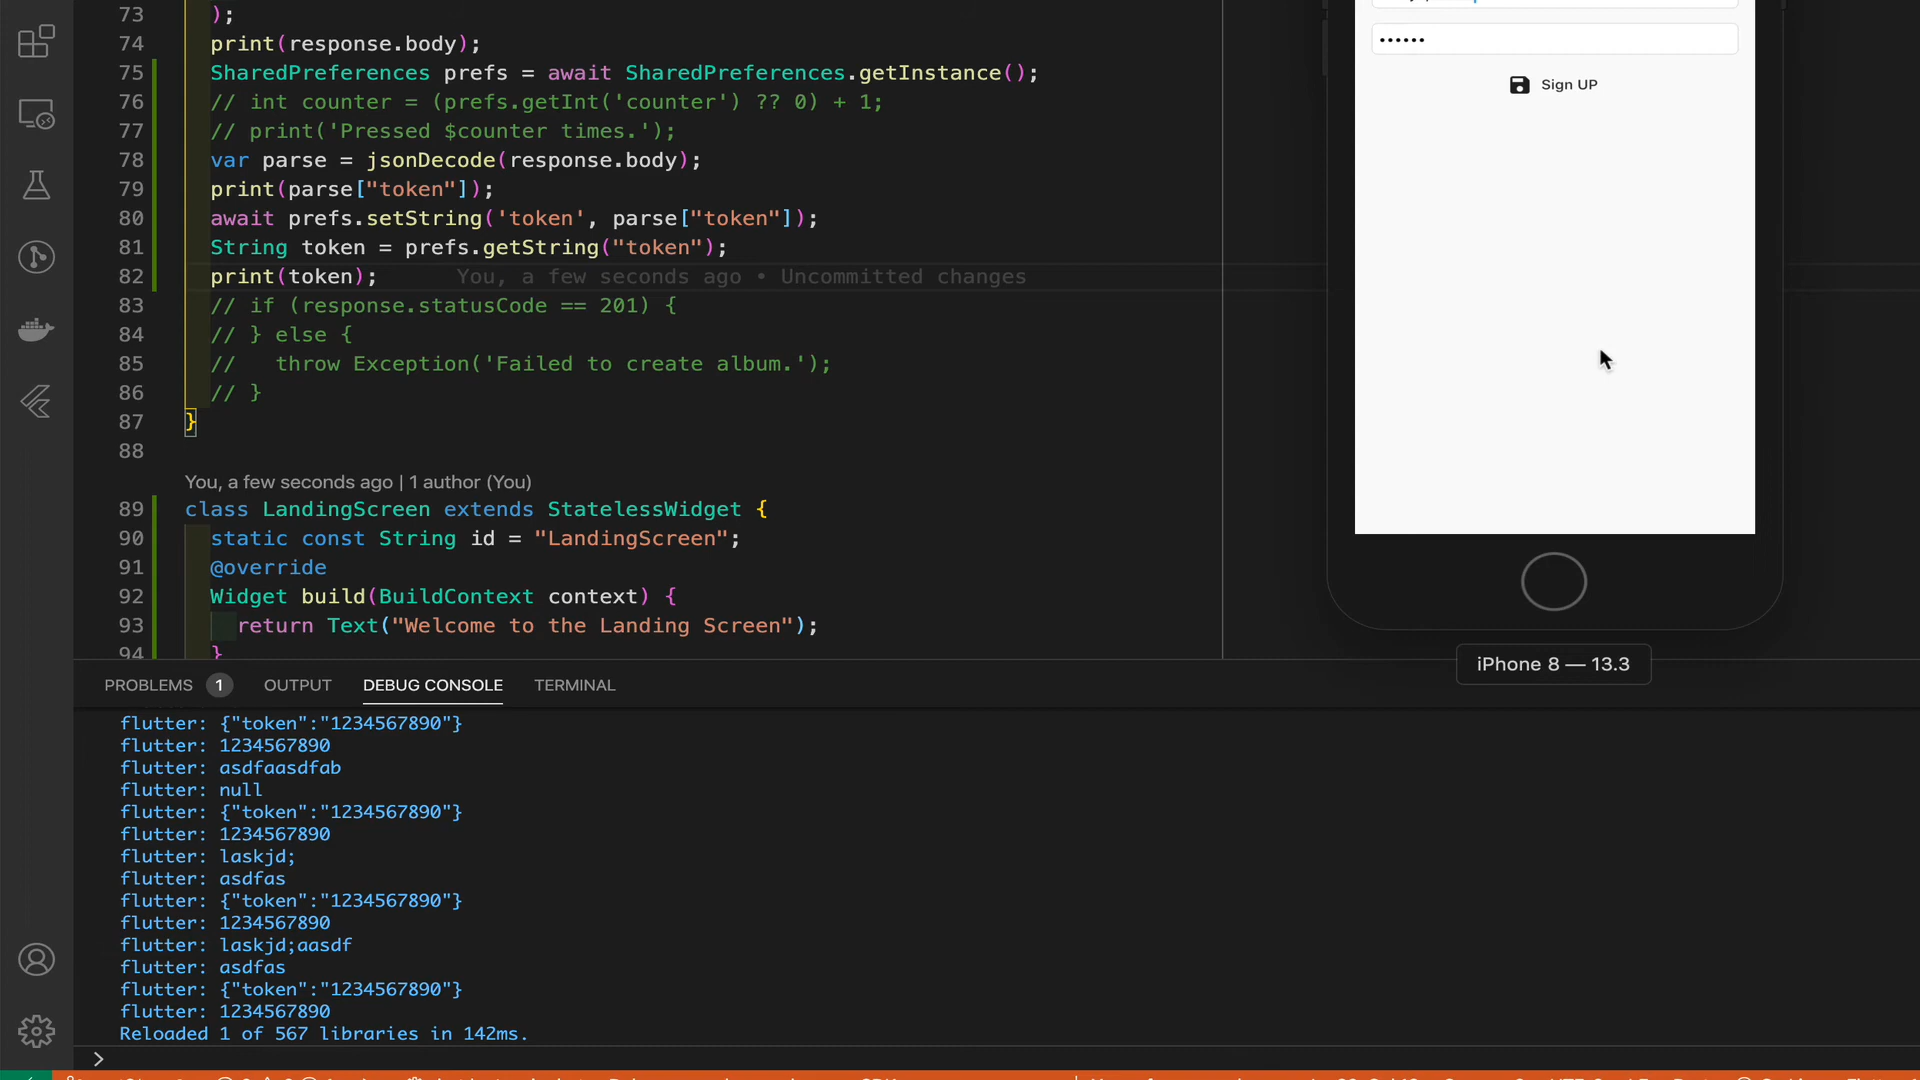 73 );
74 print(response.body);
75 SharedPreferences prefs = await SharedPreferences.getInstance();
76 // int counter = (prefs.getInt('counter') ?? 0) + 1;
77 // print('Pressed $counter times.');
78 var parse = jsonDecode(response.body);
79 print(parse["token"]);
80 await prefs.setString('token', parse["token"]);
81 String token = prefs.getString("token");
82 print(token); You, a few seconds ago • Uncommitted changes
83 // if (response.statusCode == 201) {
84 // } else {
85 //   throw Exception('Failed to create album.');
86 // }
87 }
88
You, a few seconds ago | 1 author (You)
89 class LandingScreen extends StatelessWidget {
90 static const String id = "LandingScreen";
91 @override
92 Widget build(BuildContext context) {
93 return Text("Welcome to the Landing Screen");
94 }
••••••
Sign UP
iPhone 8 — 13.3
PROBLEMS 1 OUTPUT DEBUG CONSOLE TERMINAL
flutter: {"token":"1234567890"}
flutter: 1234567890
flutter: asdfaasdfab
flutter: null
flutter: {"token":"1234567890"}
flutter: 1234567890
flutter: laskjd;
flutter: asdfas
flutter: {"token":"1234567890"}
flutter: 1234567890
flutter: laskjd;aasdf
flutter: asdfas
flutter: {"token":"1234567890"}
flutter: 1234567890
Reloaded 1 of 567 libraries in 142ms.
>